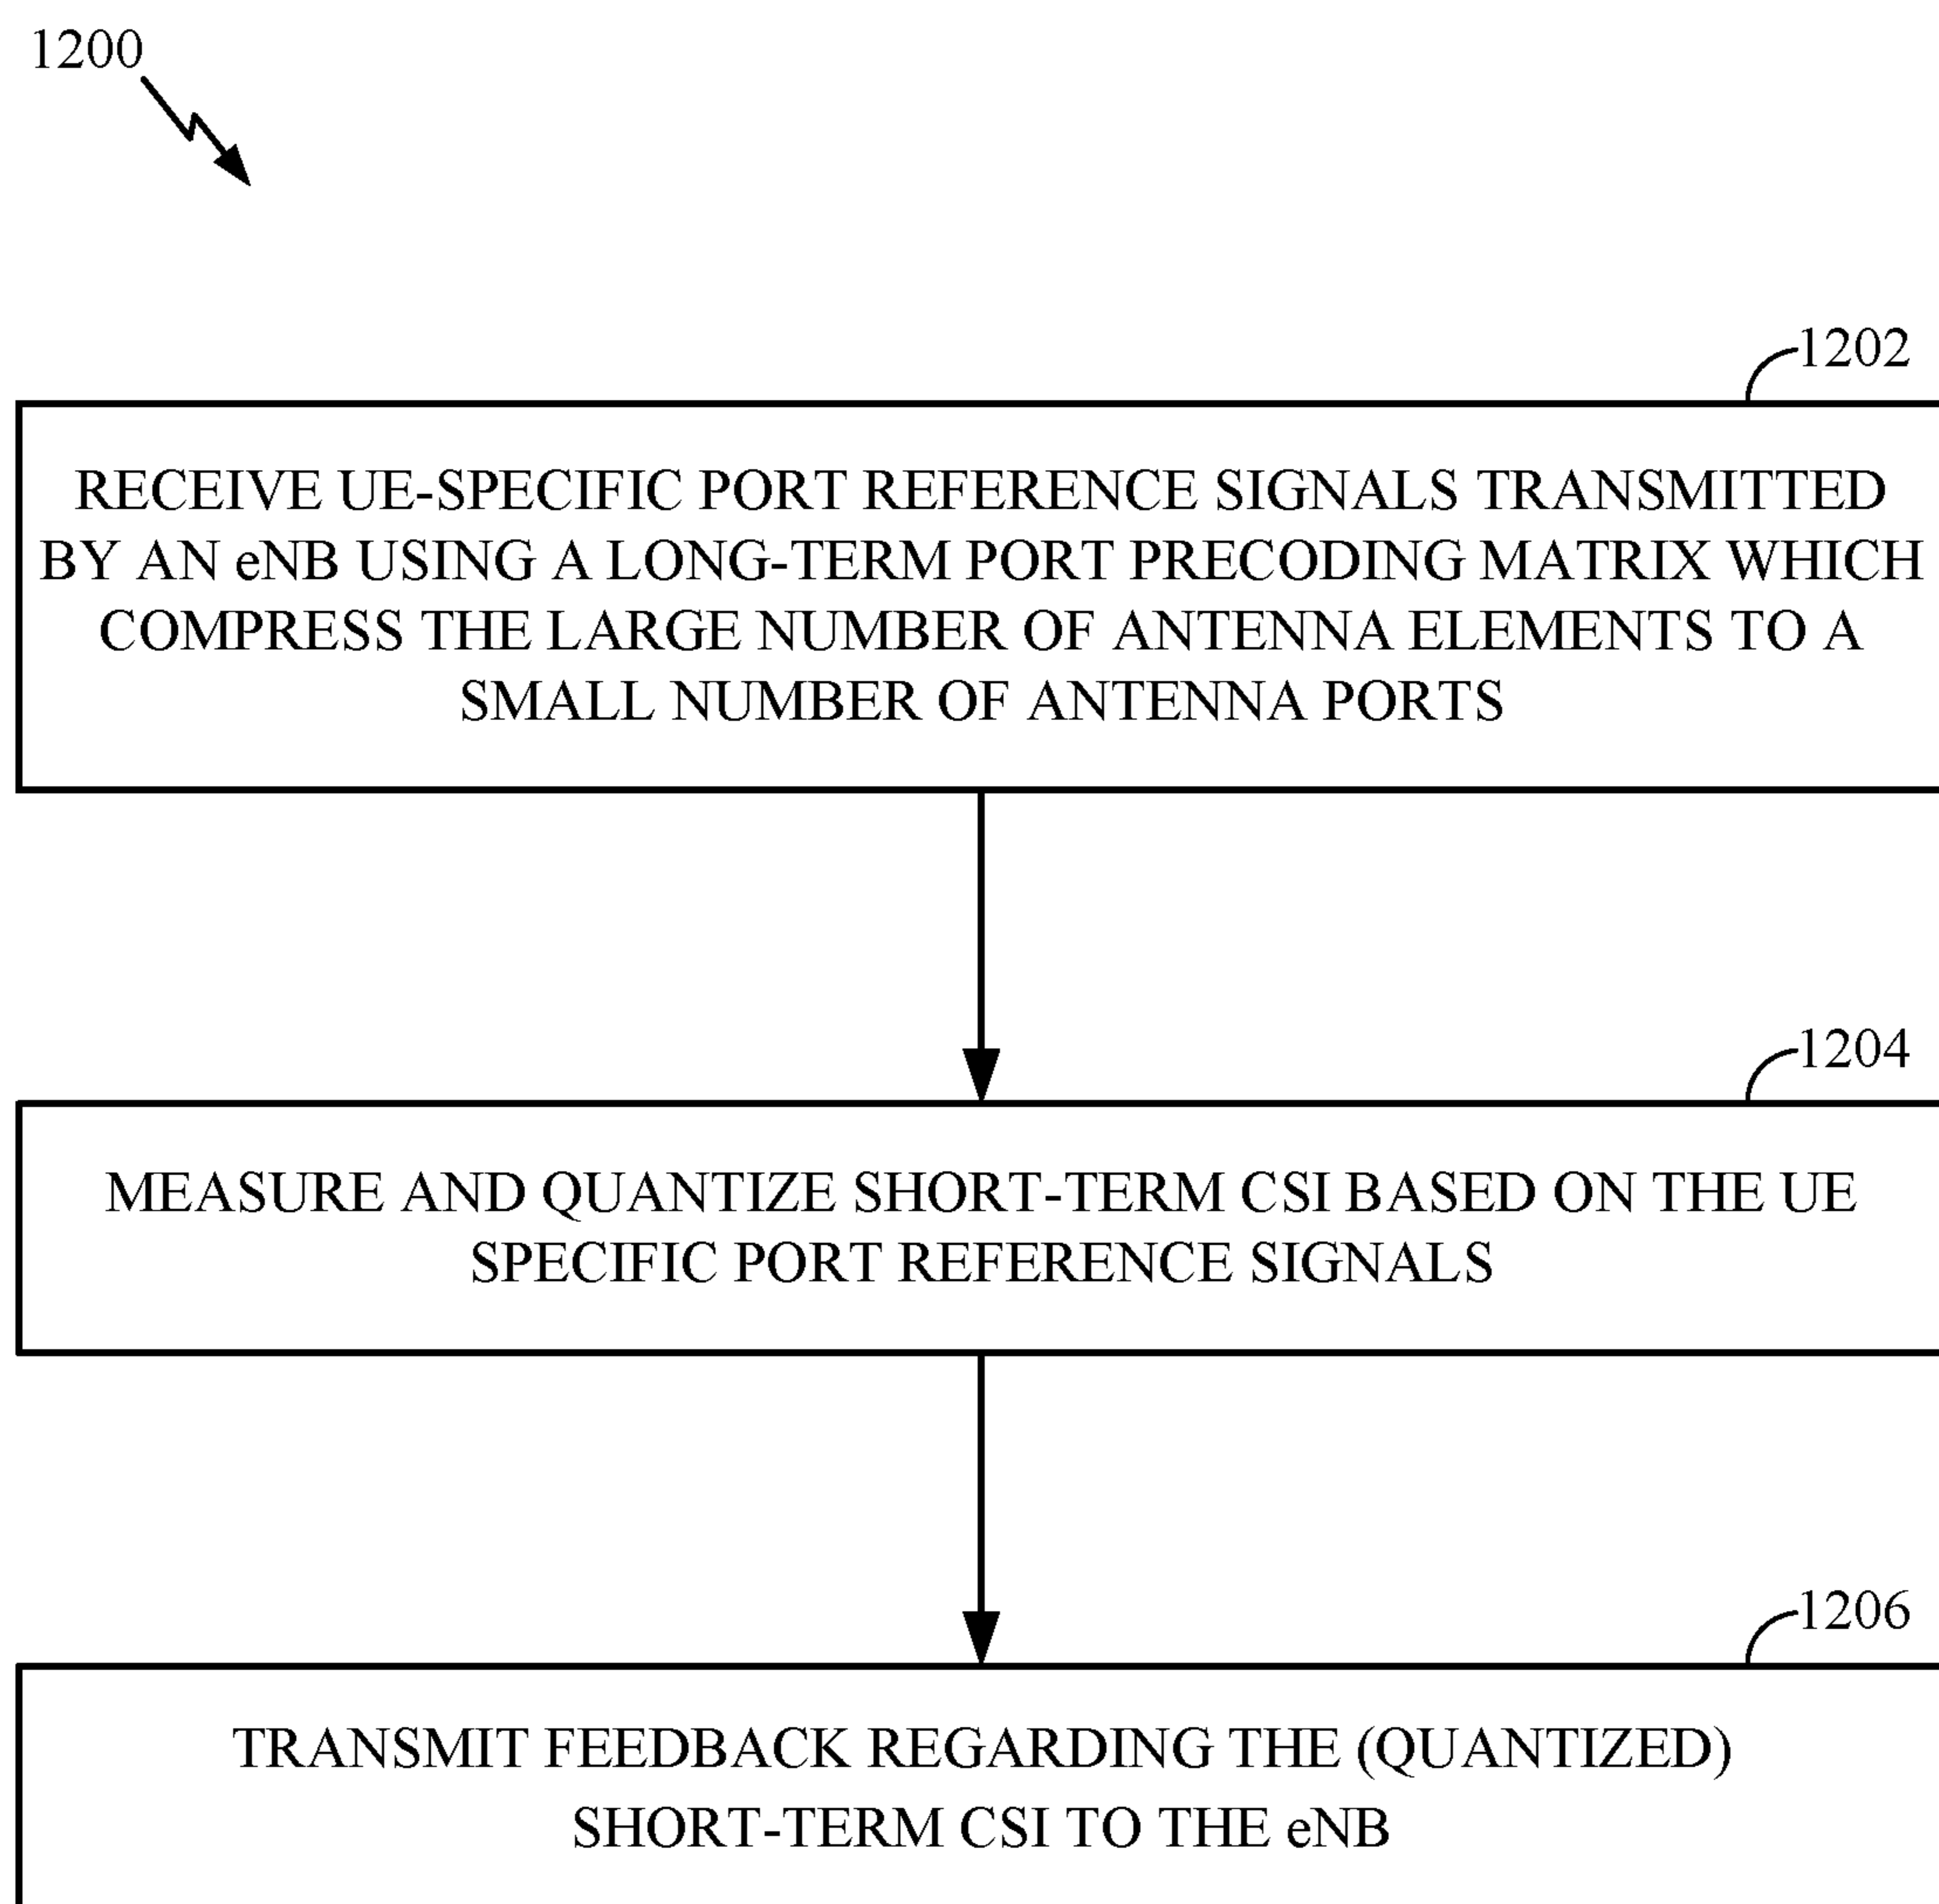 1200
1202
RECEIVE UE-SPECIFIC PORT REFERENCE SIGNALS TRANSMITTED
BY AN eNB USING A LONG-TERM PORT PRECODING MATRIX WHICH
COMPRESS THE LARGE NUMBER OF ANTENNA ELEMENTS TO A
SMALL NUMBER OF ANTENNA PORTS
1204
MEASURE AND QUANTIZE SHORT-TERM CSI BASED ON THE UE
SPECIFIC PORT REFERENCE SIGNALS
1206
TRANSMIT FEEDBACK REGARDING THE (QUANTIZED)
SHORT-TERM CSI TO THE eNB